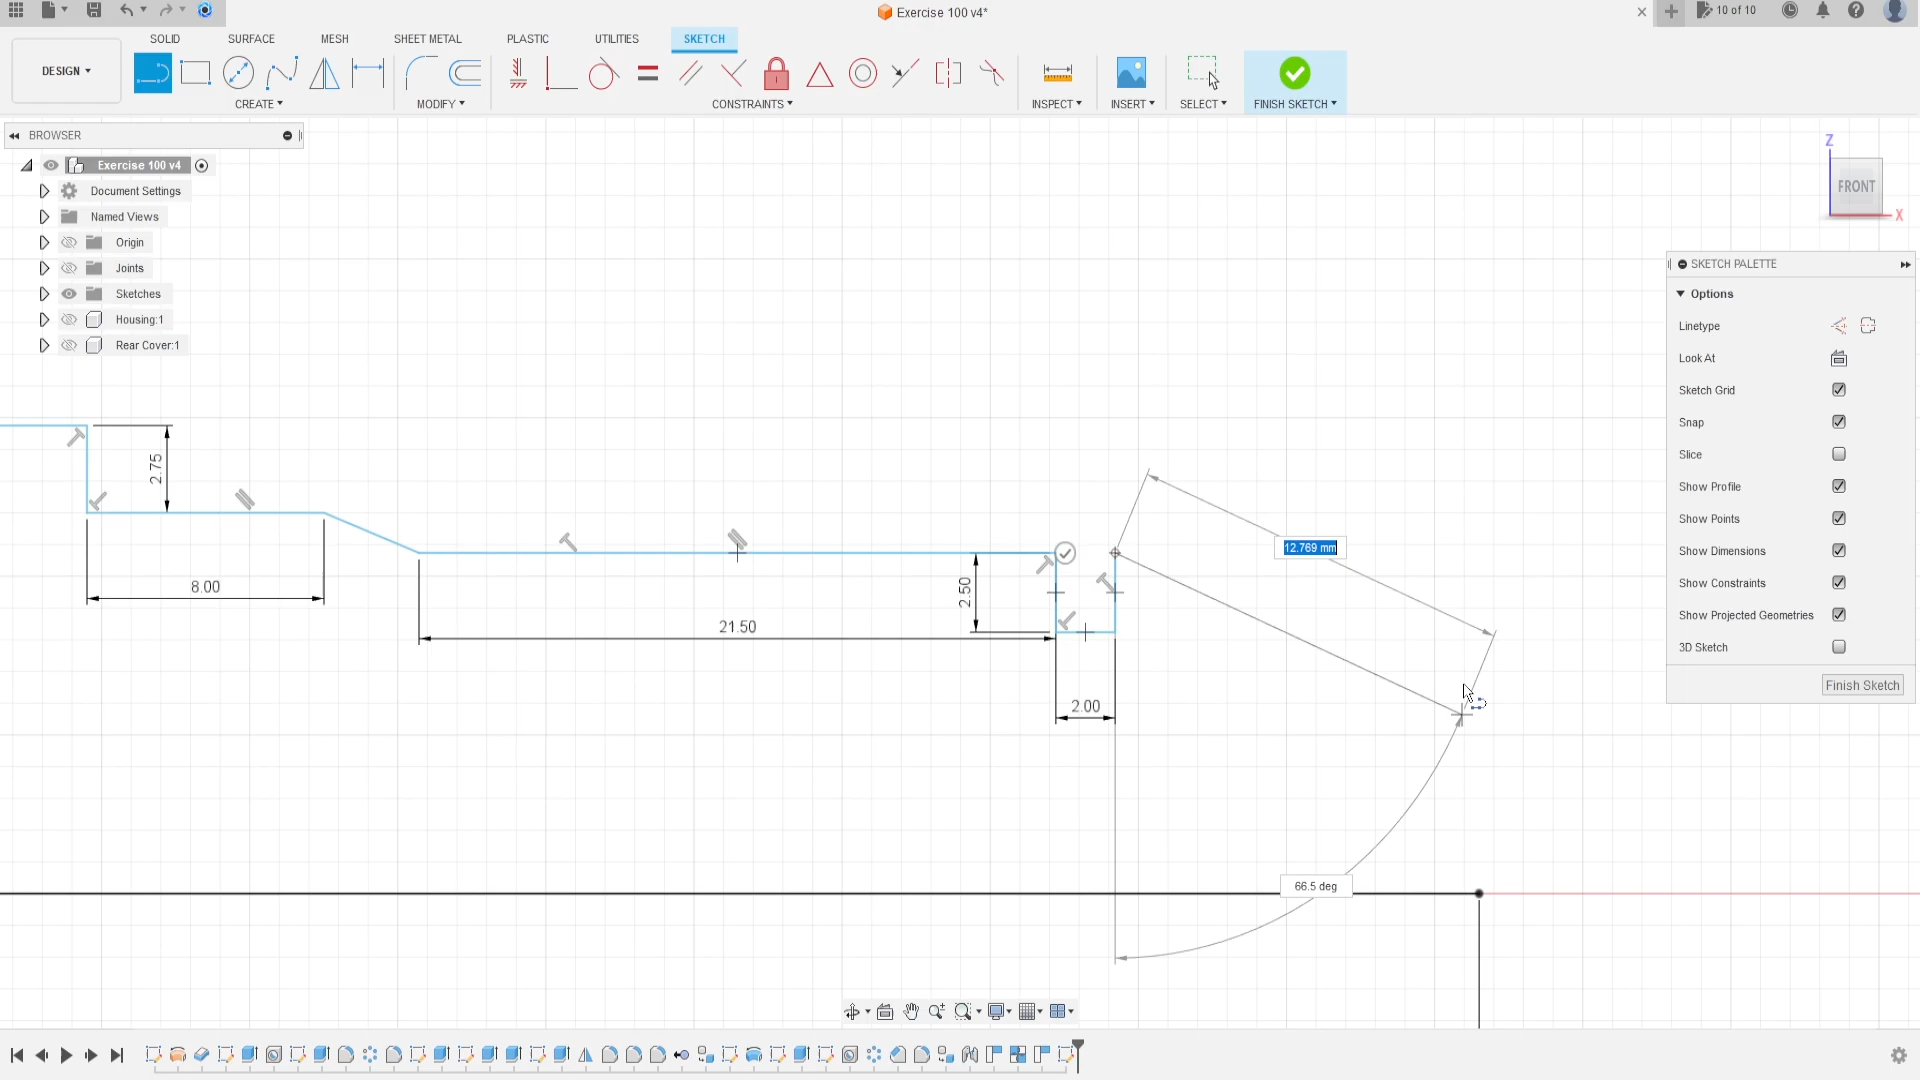 Exercise 100 v4*
10 of 10
SOLID
SURFACE
MESH
SHEET METAL
PLASTIC
UTILITIES
SKETCH
DESIGN
CREATE
MODIFY
CONSTRAINTS
INSPECT
INSERT
SELECT
FINISH SKETCH
BROWSER
Exercise 100 v4
Document Settings
Named Views
Origin
Joints
Sketches
Housing:1
Rear Cover:1
Z
FRONT
X
SKETCH PALETTE
Options
Linetype
Look At
Sketch Grid
Snap
Slice
Show Profile
Show Points
Show Dimensions
Show Constraints
Show Projected Geometries
3D Sketch
Finish Sketch
2.75
8.00
21.50
2.50
2.00
12.769 mm
66.5 deg